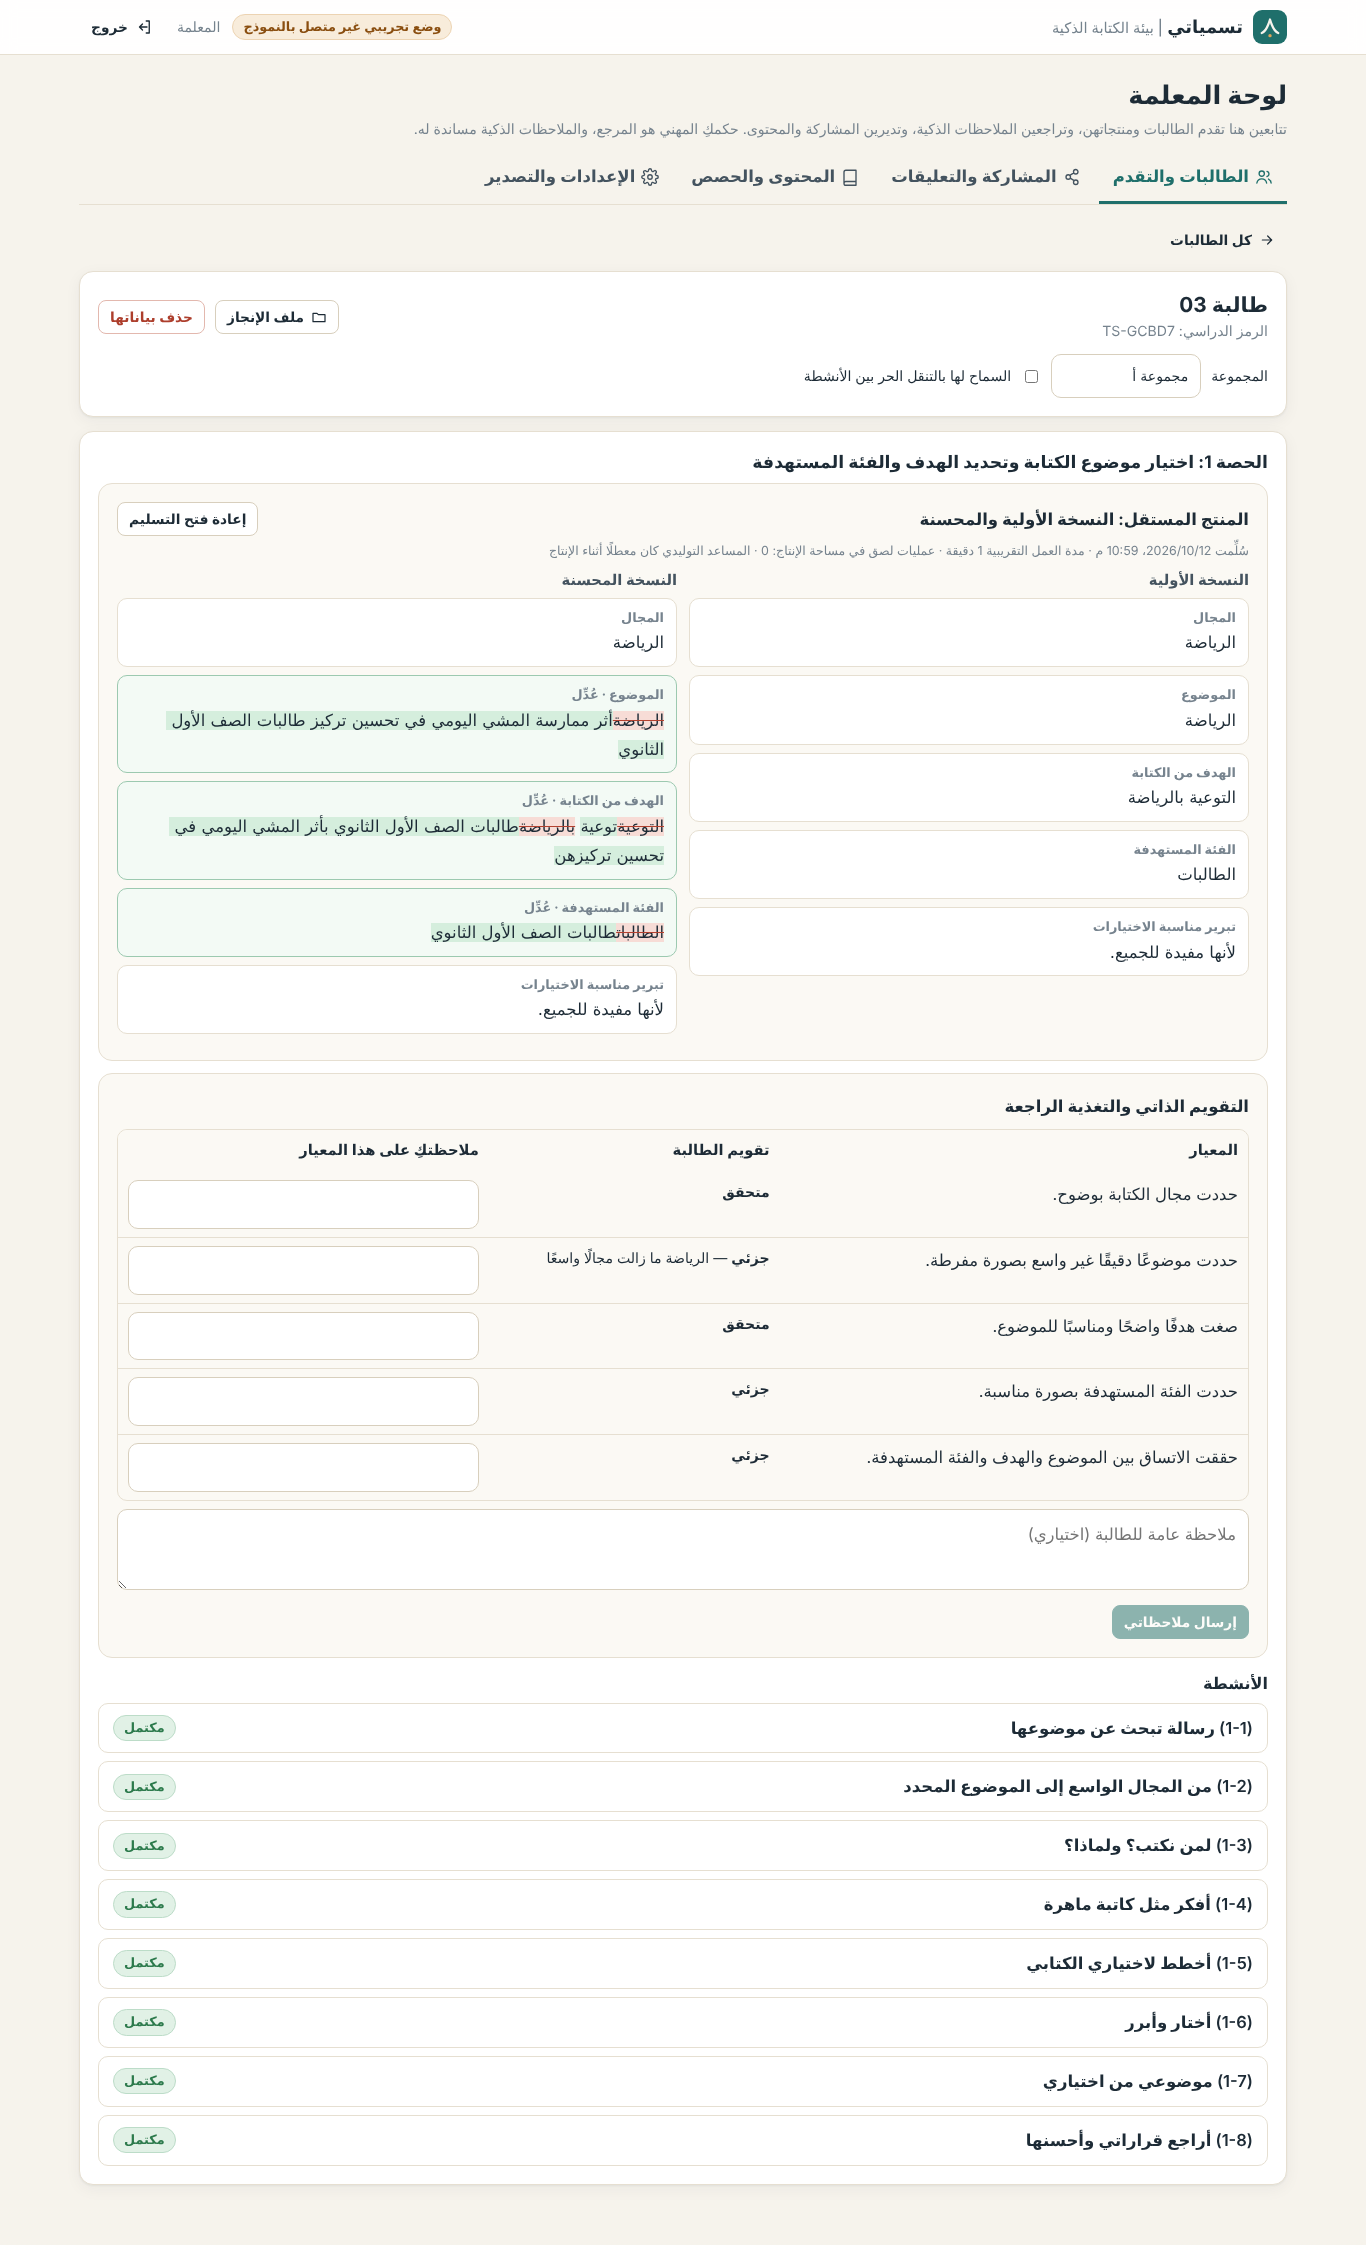 تسمياتي | بيئة الكتابة الذكية
وضع تجريبي غير متصل بالنموذج
المعلمة
خروج
لوحة المعلمة
تتابعين هنا تقدم الطالبات ومنتجاتهن، وتراجعين الملاحظات الذكية، وتديرين المشاركة والمحتوى. حكمكِ المهني هو المرجع، والملاحظات الذكية مساندة له.
الطالبات والتقدم
المشاركة والتعليقات
المحتوى والحصص
الإعدادات والتصدير
كل الطالبات
طالبة 03
الرمز الدراسي: TS-GCBD7
ملف الإنجاز
حذف بياناتها
المجموعة
مجموعة أ
السماح لها بالتنقل الحر بين الأنشطة
الحصة 1: اختيار موضوع الكتابة وتحديد الهدف والفئة المستهدفة
المنتج المستقل: النسخة الأولية والمحسنة
إعادة فتح التسليم
سُلِّمت 2026/10/12، 10:59 م · مدة العمل التقريبية 1 دقيقة · عمليات لصق في مساحة الإنتاج: 0 · المساعد التوليدي كان معطلًا أثناء الإنتاج
النسخة الأولية
المجال
الرياضة
الموضوع
الرياضة
الهدف من الكتابة
التوعية بالرياضة
الفئة المستهدفة
الطالبات
تبرير مناسبة الاختيارات
لأنها مفيدة للجميع.
النسخة المحسنة
المجال
الرياضة
الموضوع · عُدِّل
الرياضةأثر ممارسة المشي اليومي في تحسين تركيز طالبات الصف الأول
الثانوي
الهدف من الكتابة · عُدِّل
التوعيةتوعية بالرياضةطالبات الصف الأول الثانوي بأثر المشي اليومي في
تحسين تركيزهن
الفئة المستهدفة · عُدِّل
الطالباتطالبات الصف الأول الثانوي
تبرير مناسبة الاختيارات
لأنها مفيدة للجميع.
التقويم الذاتي والتغذية الراجعة
المعيار
تقويم الطالبة
ملاحظتكِ على هذا المعيار
حددت مجال الكتابة بوضوح.
متحقق
حددت موضوعًا دقيقًا غير واسع بصورة مفرطة.
جزئي — الرياضة ما زالت مجالًا واسعًا
صغت هدفًا واضحًا ومناسبًا للموضوع.
متحقق
حددت الفئة المستهدفة بصورة مناسبة.
جزئي
حققت الاتساق بين الموضوع والهدف والفئة المستهدفة.
جزئي
ملاحظة عامة للطالبة (اختياري)
إرسال ملاحظاتي
الأنشطة
(1-1) رسالة تبحث عن موضوعها
مكتمل
(1-2) من المجال الواسع إلى الموضوع المحدد
مكتمل
(1-3) لمن نكتب؟ ولماذا؟
مكتمل
(1-4) أفكر مثل كاتبة ماهرة
مكتمل
(1-5) أخطط لاختياري الكتابي
مكتمل
(1-6) أختار وأبرر
مكتمل
(1-7) موضوعي من اختياري
مكتمل
(1-8) أراجع قراراتي وأحسنها
مكتمل